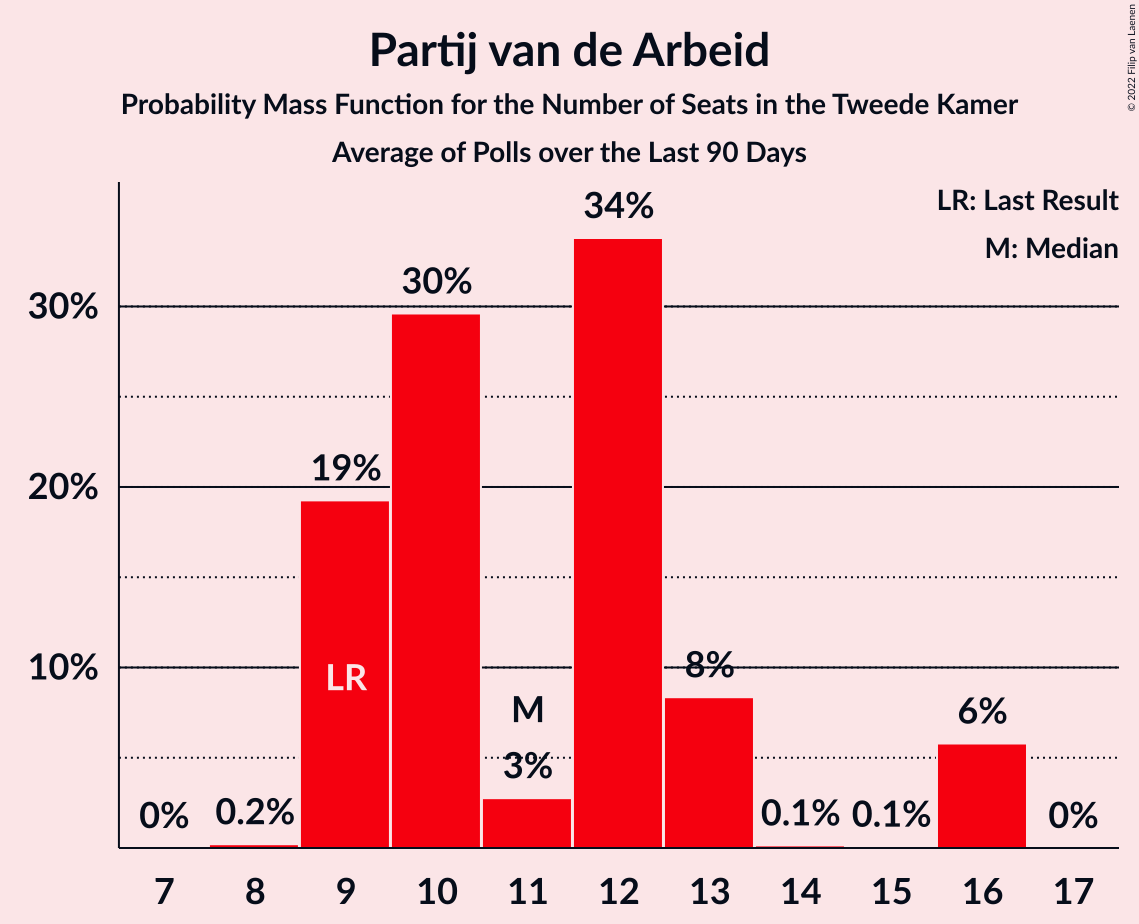 Partij van de Arbeid
Probability Mass Function for the Number of Seats in the Tweede Kamer
Average of Polls over the Last 90 Days
© 2022 Filip van Laenen
LR: Last Result
M: Median
34%
30%
30%
19%
20%
10%
LR
8%
M
6%
3%
0%
0.2%
0.1%
0.1%
0%
7 8 9 10 11 12 13 14 15 16 17